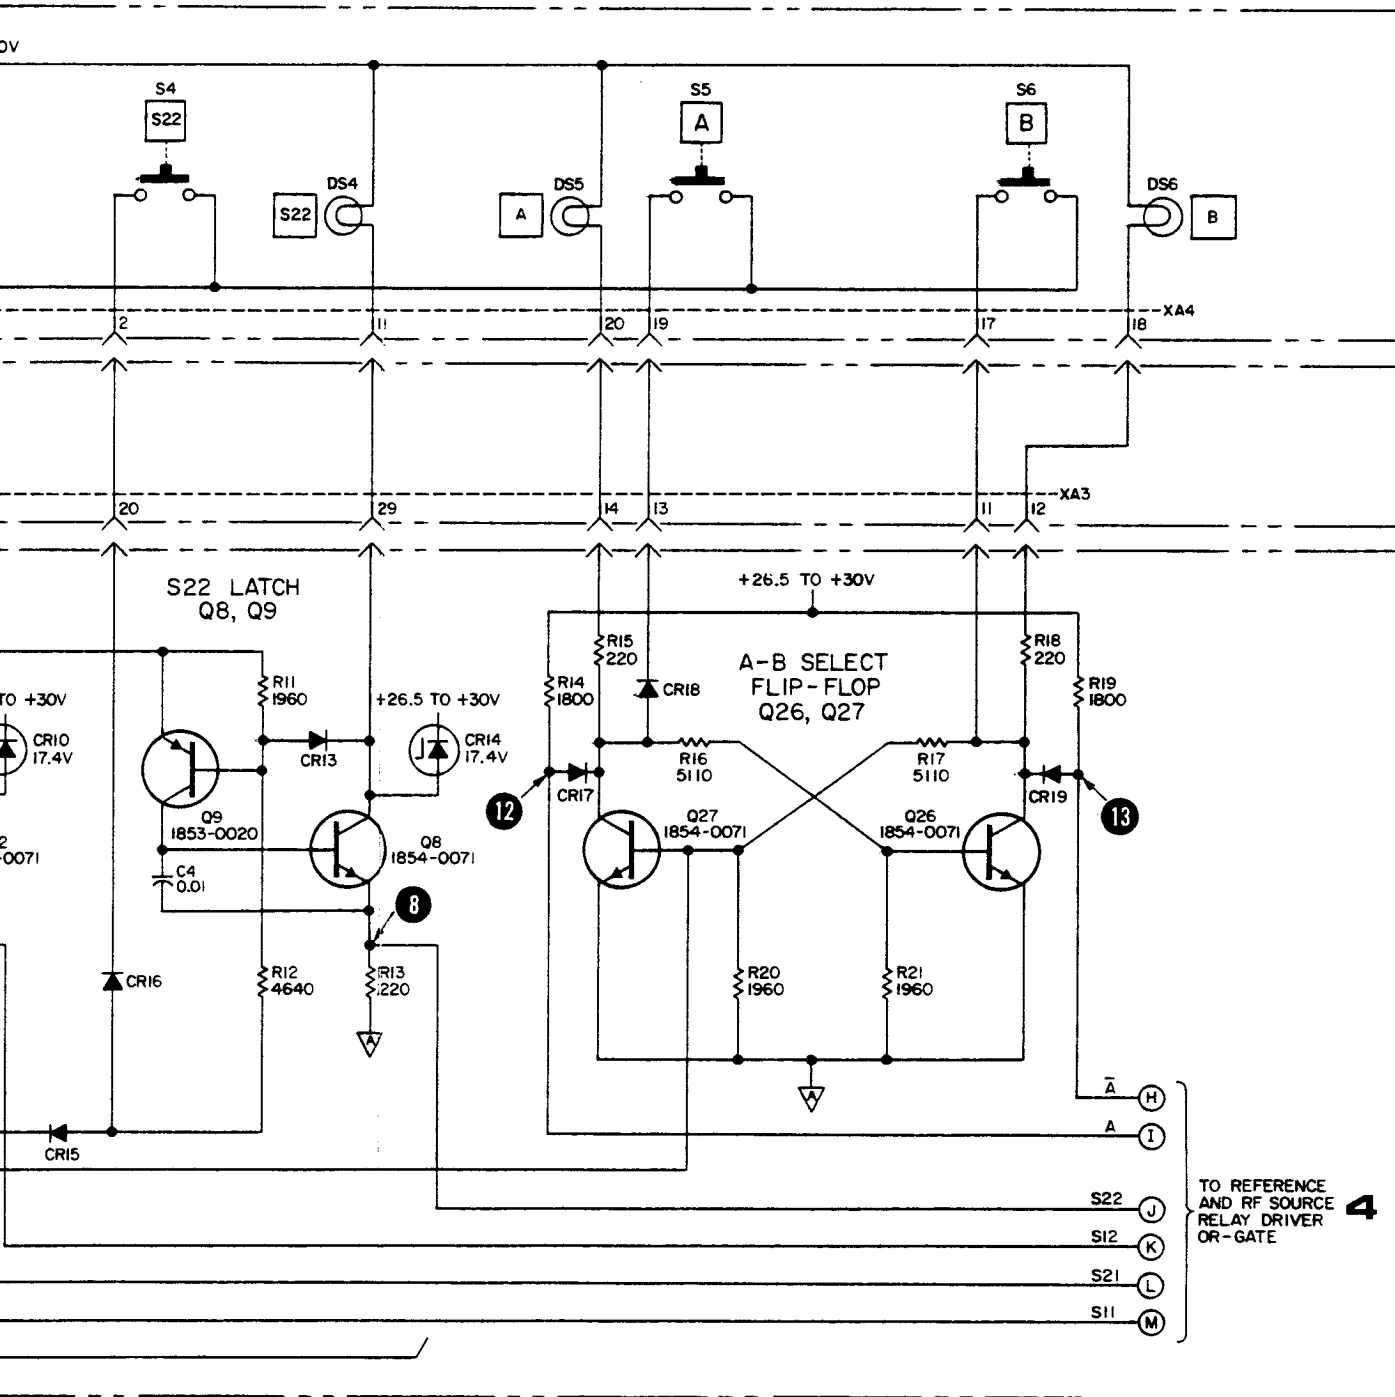 0V
S4
S22
S5
A
S6
B
DS4
S22
DS5
A
DS6
B
XA4
2
11
20
19
17
18
XA3
20
29
14
13
11
12
S22 LATCH
Q8, Q9
+26.5 TO +30V
A-B SELECT
FLIP-FLOP
Q26, Q27
R15
220
R18
220
R14
1800
CR18
R19
1800
R11
1960
TO +30V
+26.5 TO +30V
CR10
17.4V
CR13
CR14
17.4V
R16
5110
R17
5110
CR17
CR19
12
13
Q9
1853-0020
Q27
1854-0071
Q26
1854-0071
2
-0071
Q8
1854-0071
C4
0.01
8
CR16
R12
4640
R13
1220
R20
1960
R21
1960
A
A
CR15
A̅ H
A I
S22 J
S12 K
S21 L
S11 M
TO REFERENCE
AND RF SOURCE
RELAY DRIVER
OR-GATE
4